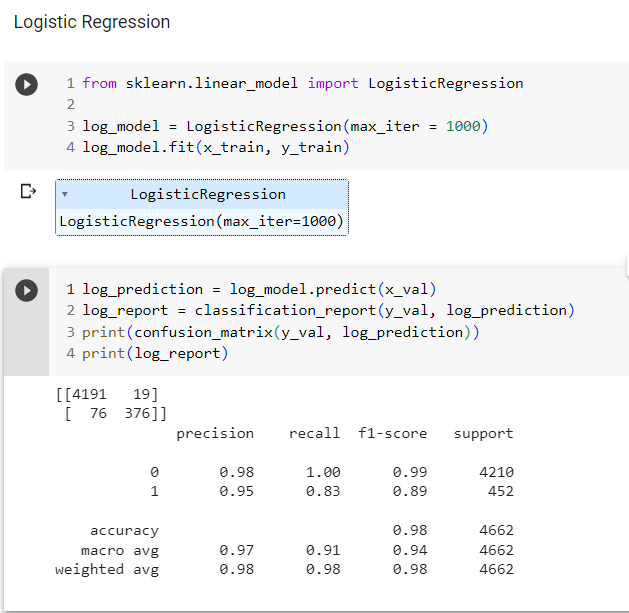 Logistic Regression
1 from sklearn.linear_model import LogisticRegression
2
3 log_model = LogisticRegression(max_iter = 1000)
4 log_model.fit(x_train, y_train)
LogisticRegression
LogisticRegression(max_iter=1000)
1 log_prediction = log_model.predict(x_val)
2 log_report = classification_report(y_val, log_prediction)
3 print(confusion_matrix(y_val, log_prediction))
4 print(log_report)
[[4191   19]
 [  76  376]]
              precision    recall  f1-score   support
           0       0.98      1.00      0.99      4210
           1       0.95      0.83      0.89       452
    accuracy                           0.98      4662
   macro avg       0.97      0.91      0.94      4662
weighted avg       0.98      0.98      0.98      4662